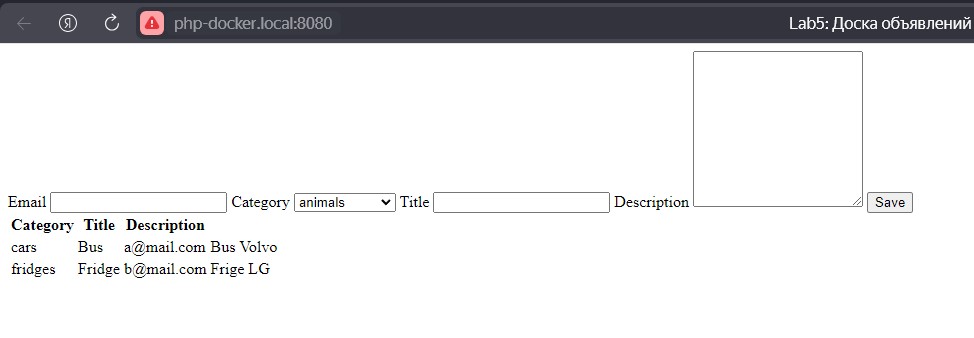 Я php-docker.local:8080 Lab5: Доска объявлений
Email Category animals Title Description Save
Category Title Description
cars Bus a@mail.com Bus Volvo
fridges Fridge b@mail.com Frige LG